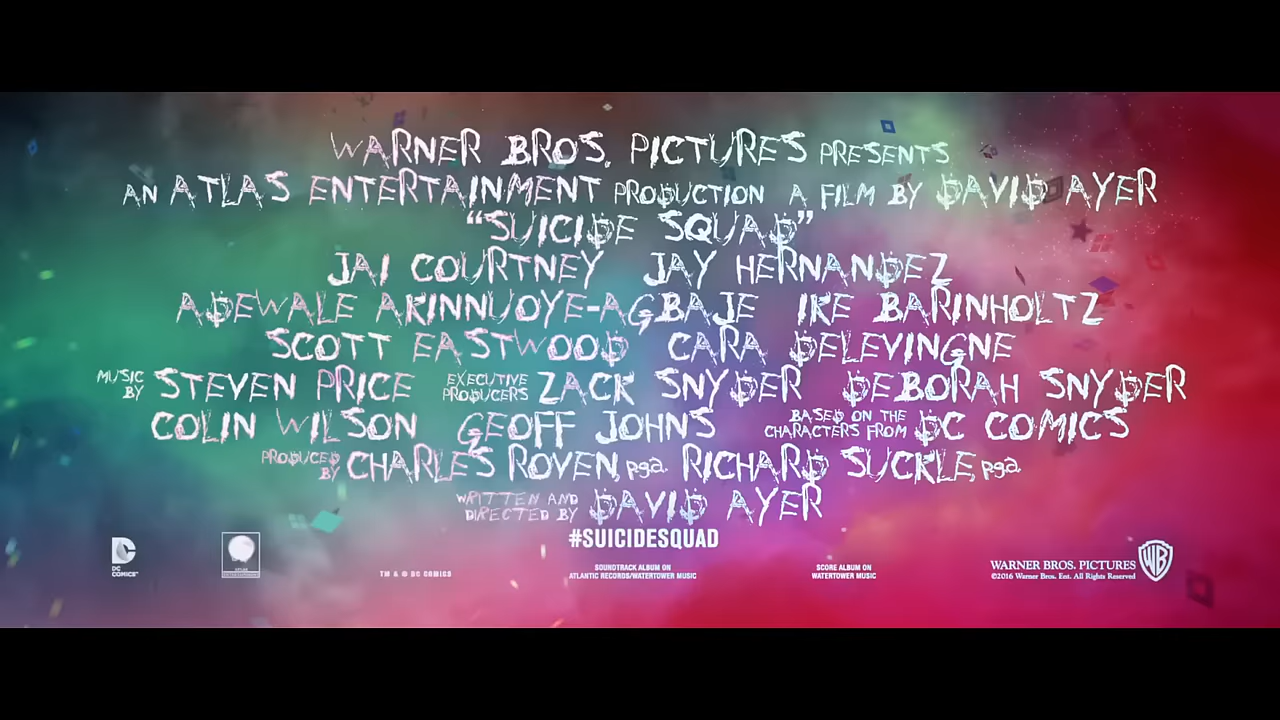 WARNER BROS. PICTURES PRESENTS
AN ATLAS ENTERTAINMENT PRODUCTION A FILM BY DAVID AYER
"SUICIDE SQUAD"
JAI COURTNEY JAY HERNANDEZ
ADEWALE AKINNUOYE-AGBAJE IKE BARINHOLTZ
SCOTT EASTWOOD CARA DELEVINGNE
MUSIC BY STEVEN PRICE EXECUTIVE PRODUCERS ZACK SNYDER DEBORAH SNYDER
COLIN WILSON GEOFF JOHNS BASED ON THE CHARACTERS FROM DC COMICS
PRODUCED BY CHARLES ROVEN, p.g.a. RICHARD SUCKLE, p.g.a.
WRITTEN AND DIRECTED BY DAVID AYER
#SUICIDESQUAD
DC COMICS™
ATLAS
TM & © DC COMICS
SOUNDTRACK ALBUM ON
ATLANTIC RECORDS/WATERTOWER MUSIC
SCORE ALBUM ON
WATERTOWER MUSIC
WARNER BROS. PICTURES
©2016 Warner Bros. Ent. All Rights Reserved
WB